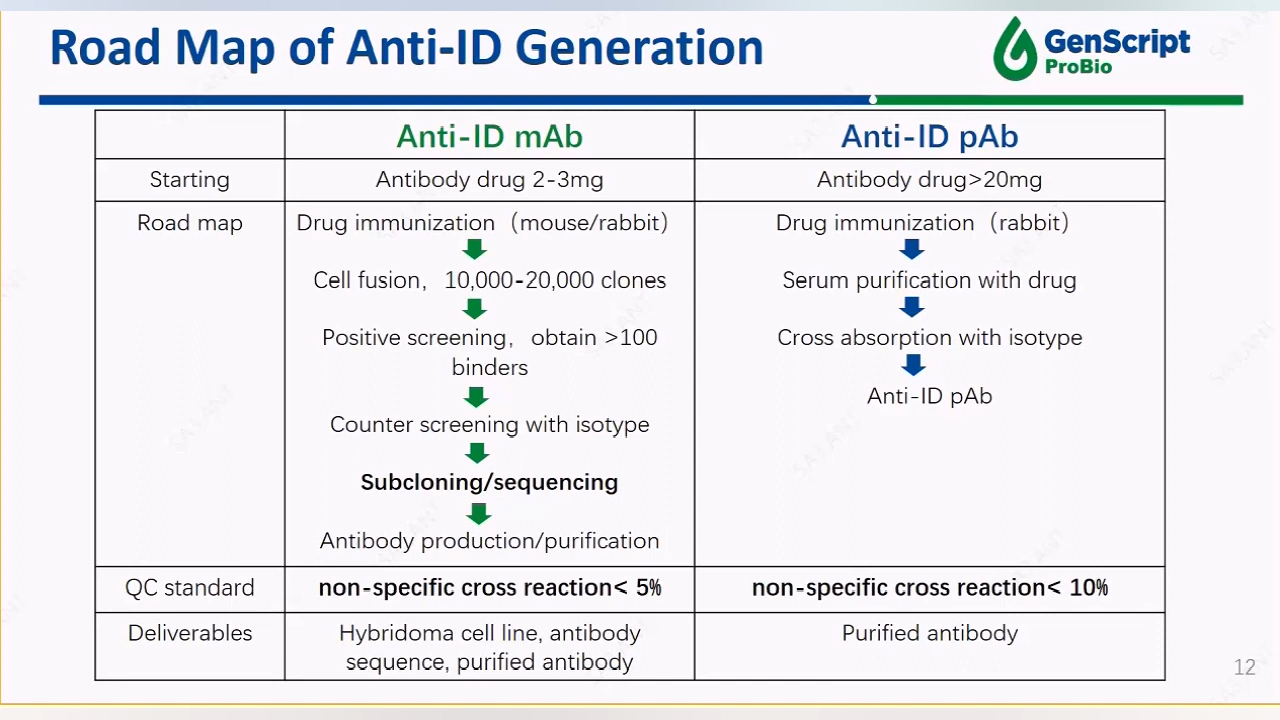 Road Map of Anti-ID Generation
GenScript
ProBio
Anti-ID mAb
Anti-ID pAb
Starting
Antibody drug 2-3mg
Antibody drug>20mg
Road map
Drug immunization（mouse/rabbit）
Cell fusion，10,000-20,000 clones
Positive screening，obtain >100
binders
Counter screening with isotype
Subcloning/sequencing
Antibody production/purification
Drug immunization（rabbit）
Serum purification with drug
Cross absorption with isotype
Anti-ID pAb
QC standard
non-specific cross reaction< 5%
non-specific cross reaction< 10%
Deliverables
Hybridoma cell line, antibody
sequence, purified antibody
Purified antibody
12